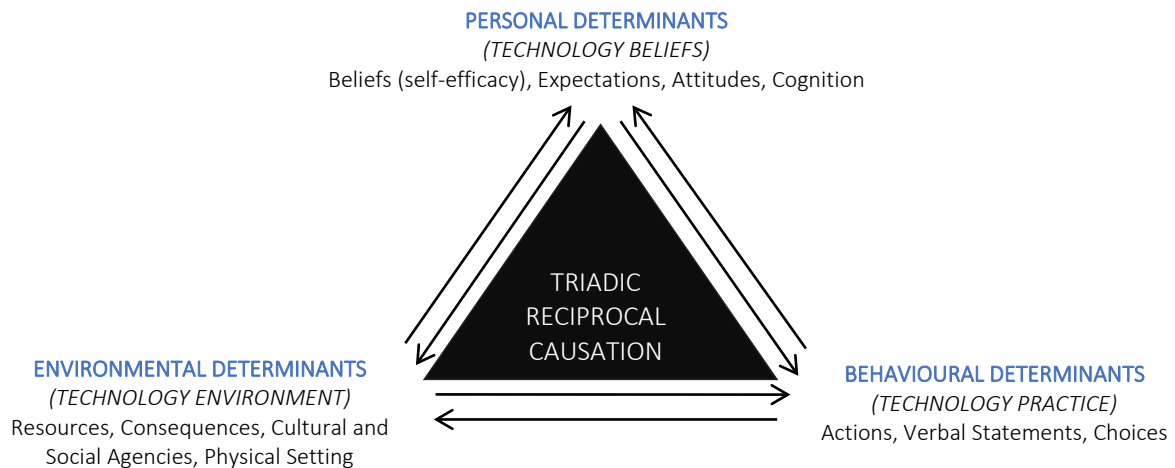 PERSONAL DETERMINANTS
(TECHNOLOGY BELIEFS)
Beliefs (self-efficacy), Expectations, Attitudes, Cognition
TRIADIC
RECIPROCAL
CAUSATION
ENVIRONMENTAL DETERMINANTS
(TECHNOLOGY ENVIRONMENT)
Resources, Consequences, Cultural and
Social Agencies, Physical Setting
BEHAVIOURAL DETERMINANTS
(TECHNOLOGY PRACTICE)
Actions, Verbal Statements, Choices